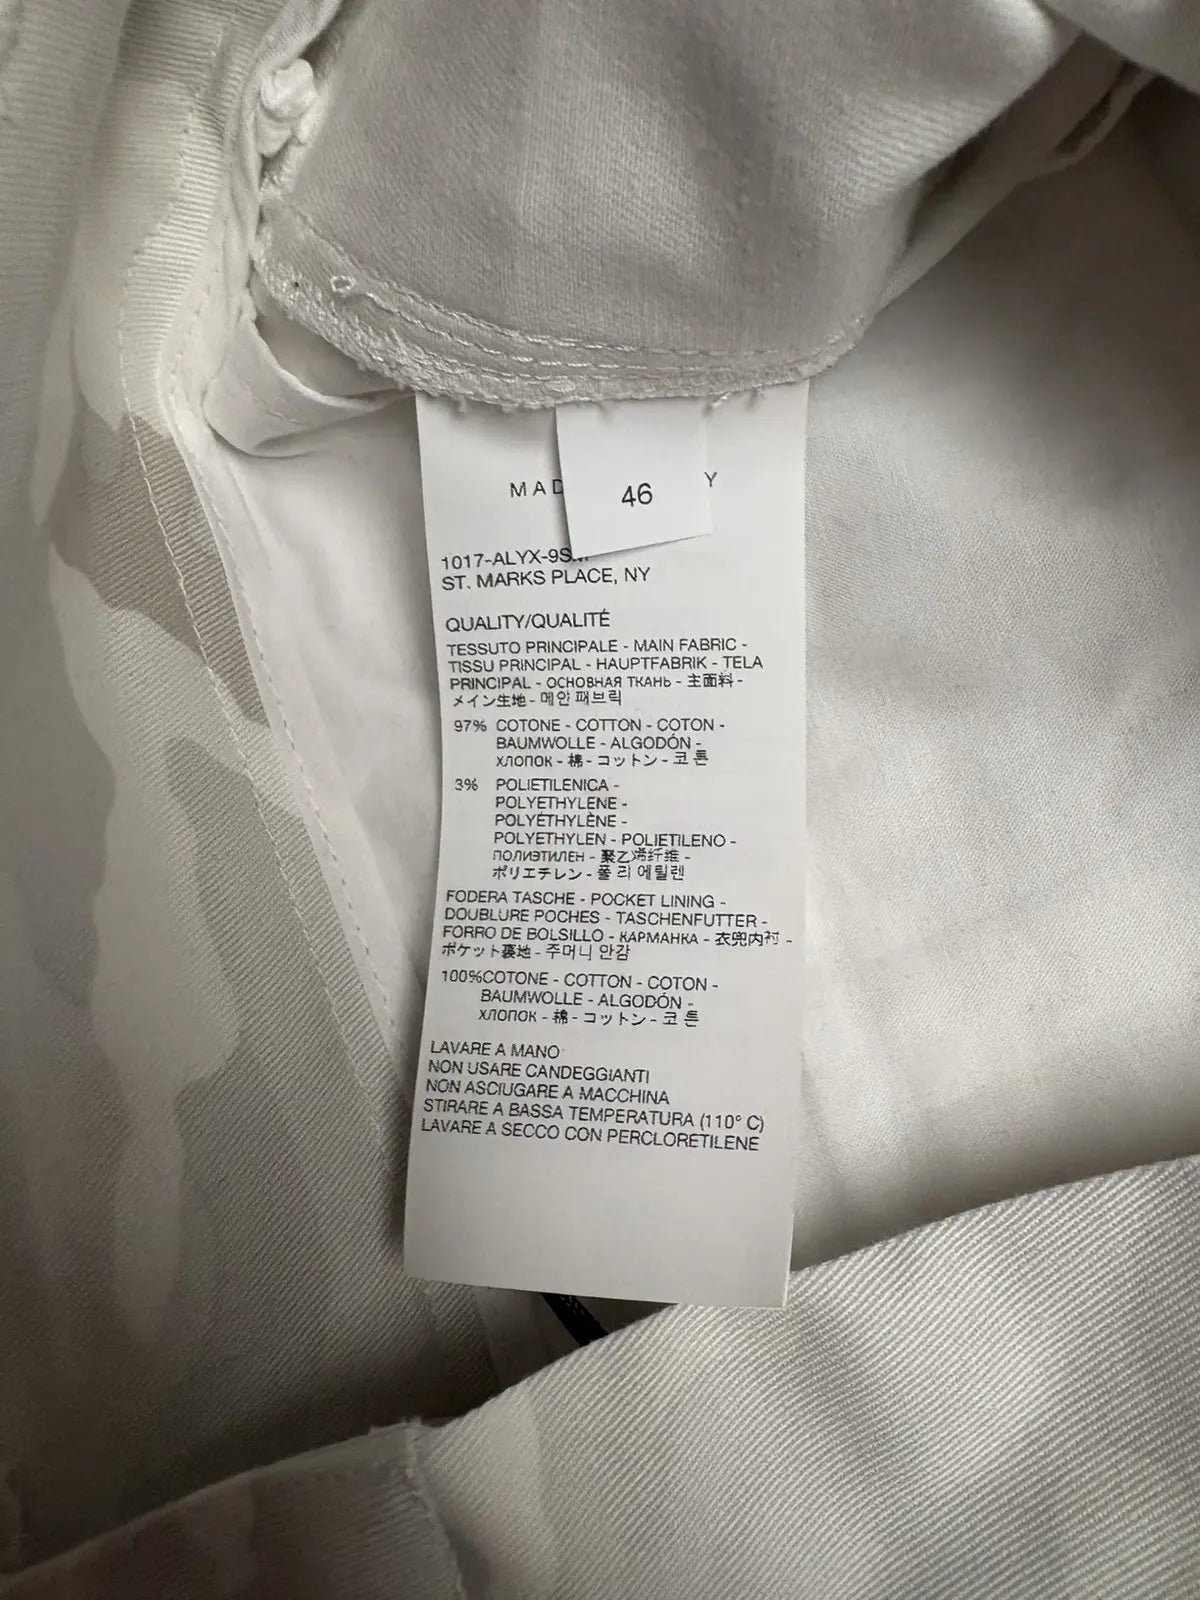 MAD
46
Y
1017-ALYX-9S
ST. MARKS PLACE, NY
QUALITY/QUALITÉ
TESSUTO PRINCIPALE - MAIN FABRIC -
TISSU PRINCIPAL - HAUPTFABRIK - TELA
PRINCIPAL - ОСНОВНАЯ ТКАНЬ - 主面料 -
メイン生地 - 메인 패브릭
97% COTONE - COTTON - COTON -
BAUMWOLLE - ALGODÓN -
ХЛОПОК - 棉 - コットン - 코 튼
3% POLIETILENICA -
POLYETHYLENE -
POLYÉTHYLÈNE -
POLYETHYLEN - POLIETILENO -
ПОЛИЭТИЛЕН - 聚乙烯纤维 -
ポリエチレン - 폴 리 에틸렌
FODERA TASCHE - POCKET LINING -
DOUBLURE POCHES - TASCHENFUTTER -
FORRO DE BOLSILLO - КАРМАНКА - 衣兜内衬 -
ポケット裏地 - 주머니 안감
100%COTONE - COTTON - COTON -
BAUMWOLLE - ALGODÓN -
ХЛОПОК - 棉 - コットン - 코 튼
LAVARE A MANO
NON USARE CANDEGGIANTI
NON ASCIUGARE A MACCHINA
STIRARE A BASSA TEMPERATURA (110° C)
LAVARE A SECCO CON PERCLORETILENE